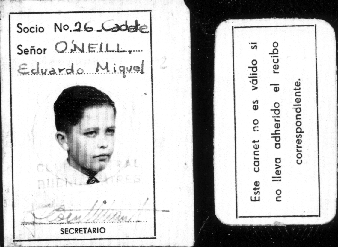 Socio No. 26 Cadete
Señor O'NEILL,
Eduardo Miguel
SECRETARIO
Este carnet no es válido si
no lleva adherido el recibo
correspondiente.